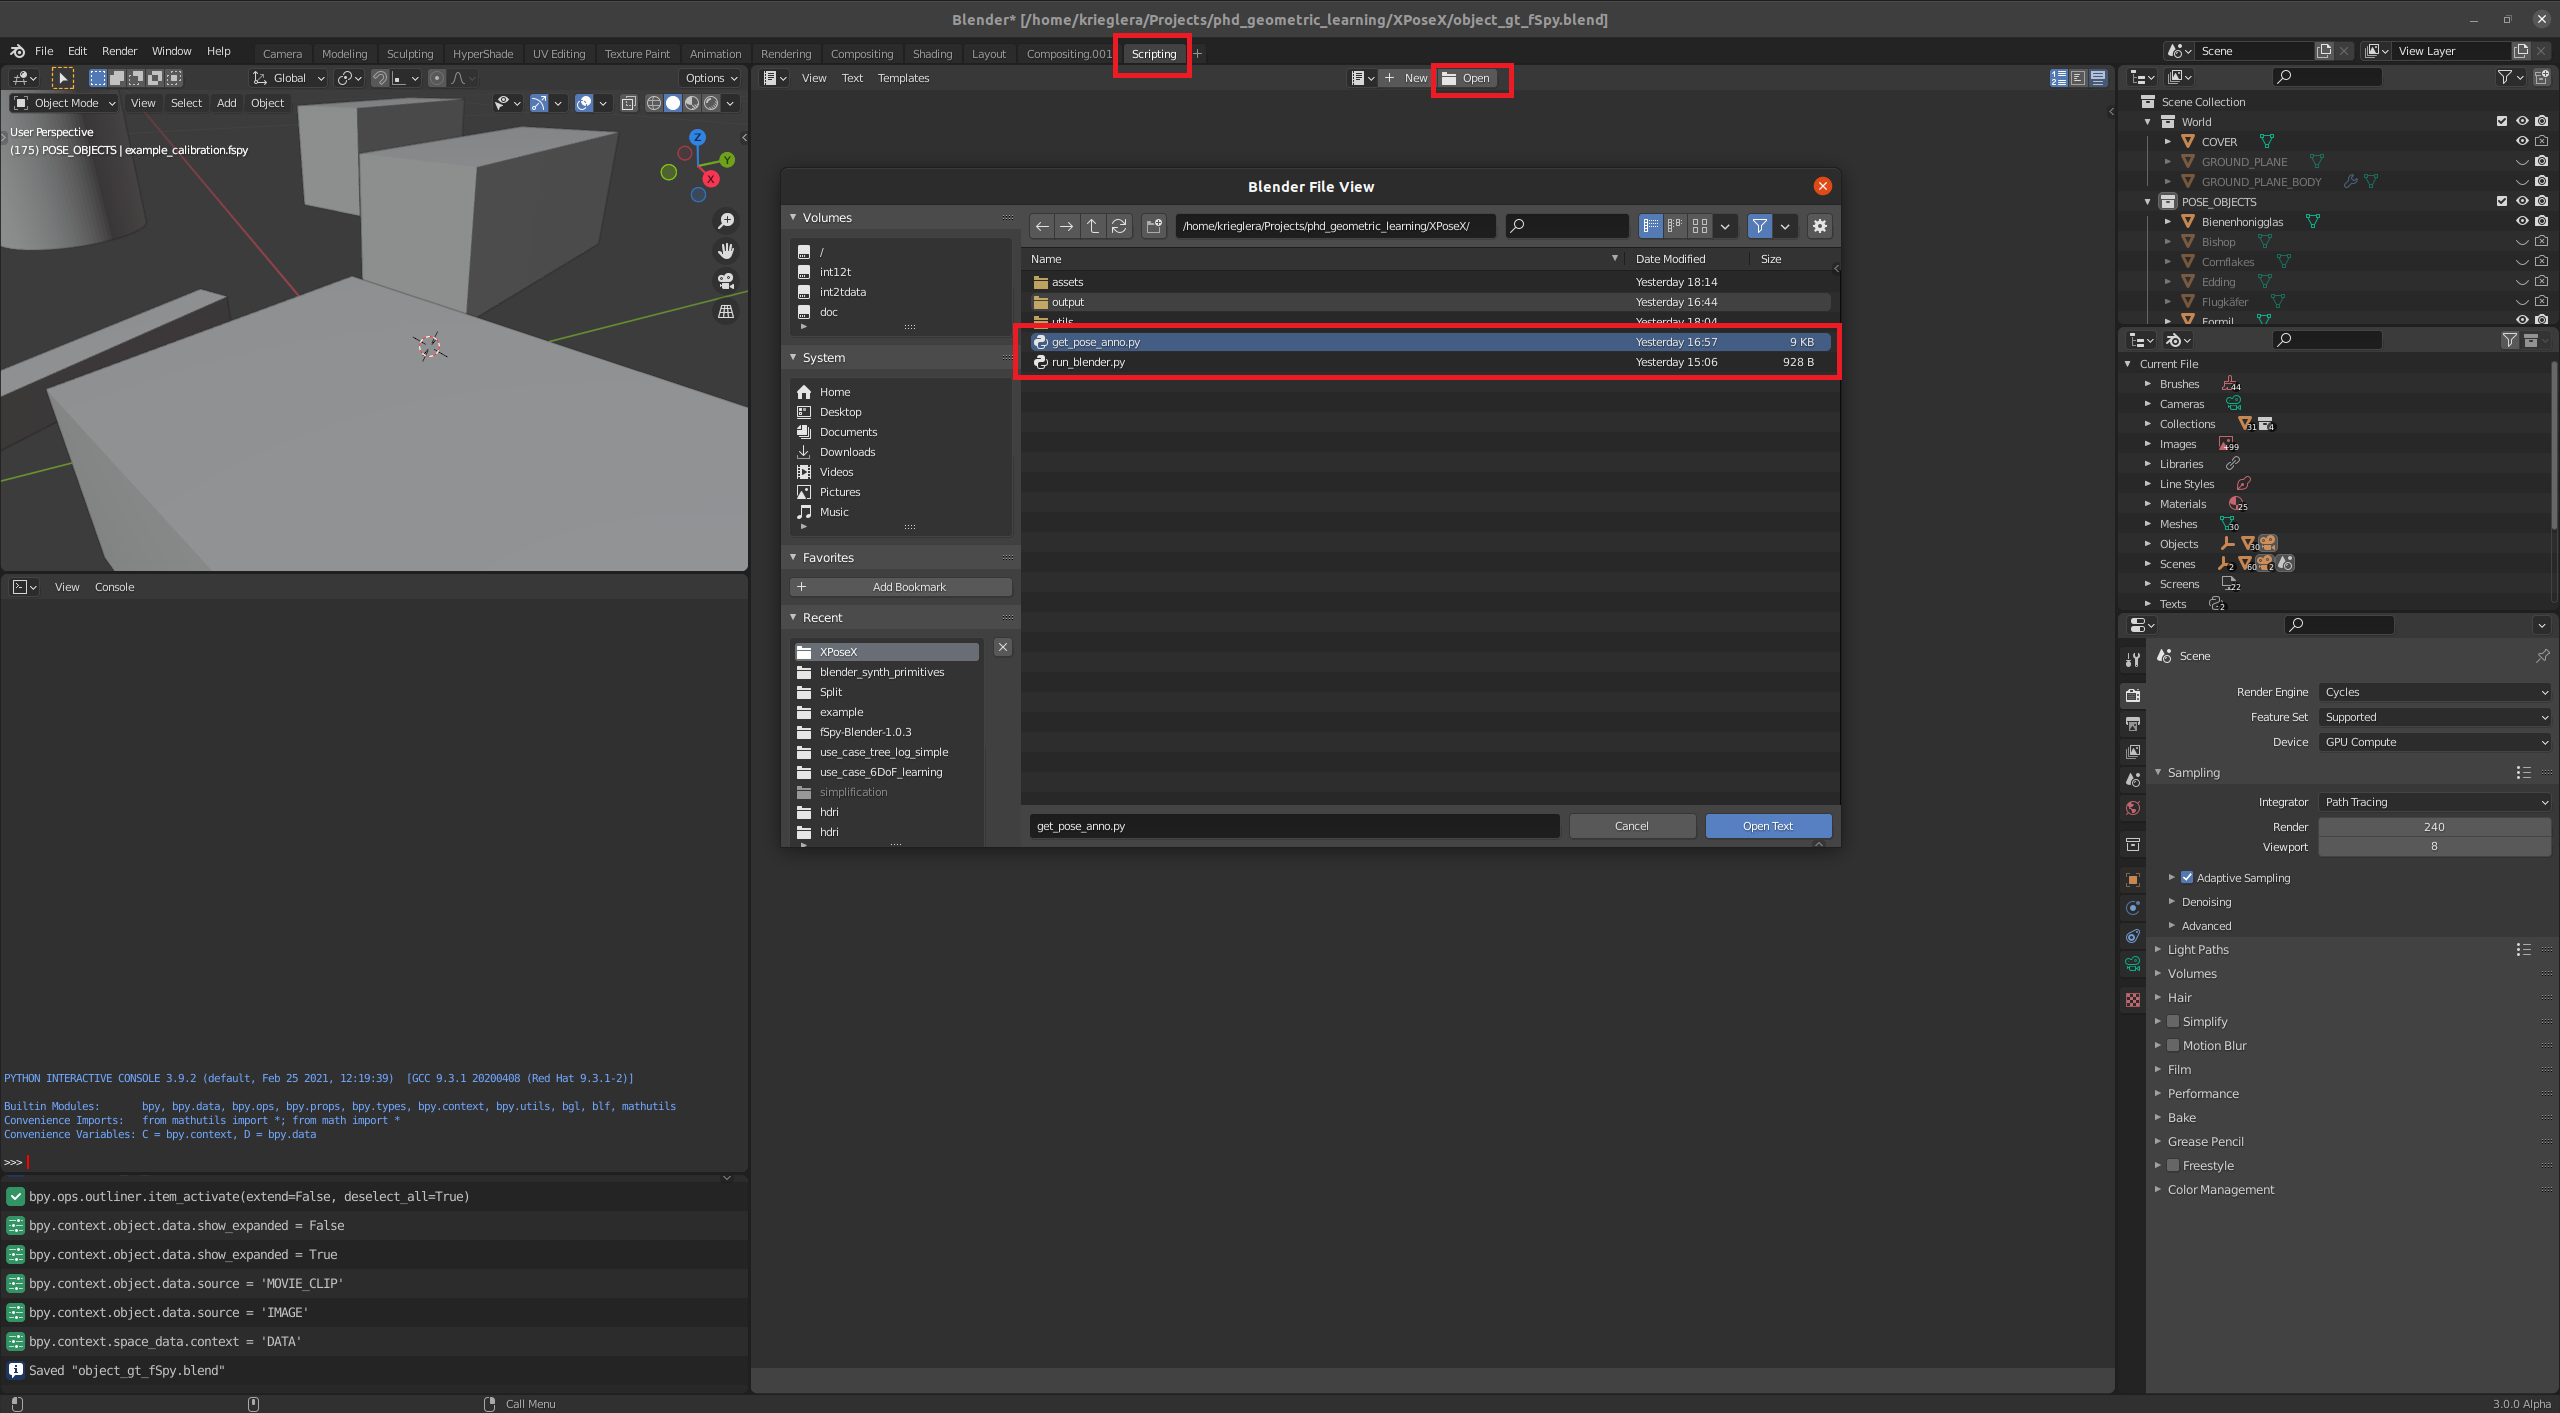 Blender* [/home/krieglera/Projects/phd_geometric_learning/XPoseX/object_gt_fSpy.blend]
File Edit Render Window Help Camera Modeling Sculpting HyperShade UV Editing Texture Paint Animation Rendering Compositing Shading Layout Compositing.001 Scripting + Scene View Layer
Global Options
View Text Templates New Open
Object Mode View Select Add Object
User Perspective
(175) POSE_OBJECTS | example_calibration.fspy
Z
Y
X
Scene Collection
World
COVER
GROUND_PLANE
GROUND_PLANE_BODY
POSE_OBJECTS
Bienenhonigglas
Bishop
Cornflakes
Edding
Flugkäfer
Formil
Blender File View
Volumes
/
int12t
int2tdata
doc
System
Home
Desktop
Documents
Downloads
Videos
Pictures
Music
Favorites
Add Bookmark
Recent
XPoseX
blender_synth_primitives
Split
example
fSpy-Blender-1.0.3
use_case_tree_log_simple
use_case_6DoF_learning
simplification
hdri
hdri
/home/krieglera/Projects/phd_geometric_learning/XPoseX/
Name Date Modified Size
assets Yesterday 18:14
output Yesterday 16:44
utils Yesterday 18:04
get_pose_anno.py Yesterday 16:57 9 KB
run_blender.py Yesterday 15:06 928 B
get_pose_anno.py Cancel Open Text
Current File
Brushes 44
Cameras
Collections 31 4
Images +99
Libraries
Line Styles
Materials 25
Meshes 30
Objects 30
Scenes 2 60 2
Screens 22
Texts 2
Scene
Render Engine Cycles
Feature Set Supported
Device GPU Compute
Sampling
Integrator Path Tracing
Render 240
Viewport 8
Adaptive Sampling
Denoising
Advanced
Light Paths
Volumes
Hair
Simplify
Motion Blur
Film
Performance
Bake
Grease Pencil
Freestyle
Color Management
View Console
PYTHON INTERACTIVE CONSOLE 3.9.2 (default, Feb 25 2021, 12:19:39) [GCC 9.3.1 20200408 (Red Hat 9.3.1-2)]
Builtin Modules: bpy, bpy.data, bpy.ops, bpy.props, bpy.types, bpy.context, bpy.utils, bgl, blf, mathutils
Convenience Imports: from mathutils import *; from math import *
Convenience Variables: C = bpy.context, D = bpy.data
>>>
bpy.ops.outliner.item_activate(extend=False, deselect_all=True)
bpy.context.object.data.show_expanded = False
bpy.context.object.data.show_expanded = True
bpy.context.object.data.source = 'MOVIE_CLIP'
bpy.context.object.data.source = 'IMAGE'
bpy.context.space_data.context = 'DATA'
Saved "object_gt_fSpy.blend"
Call Menu
3.0.0 Alpha